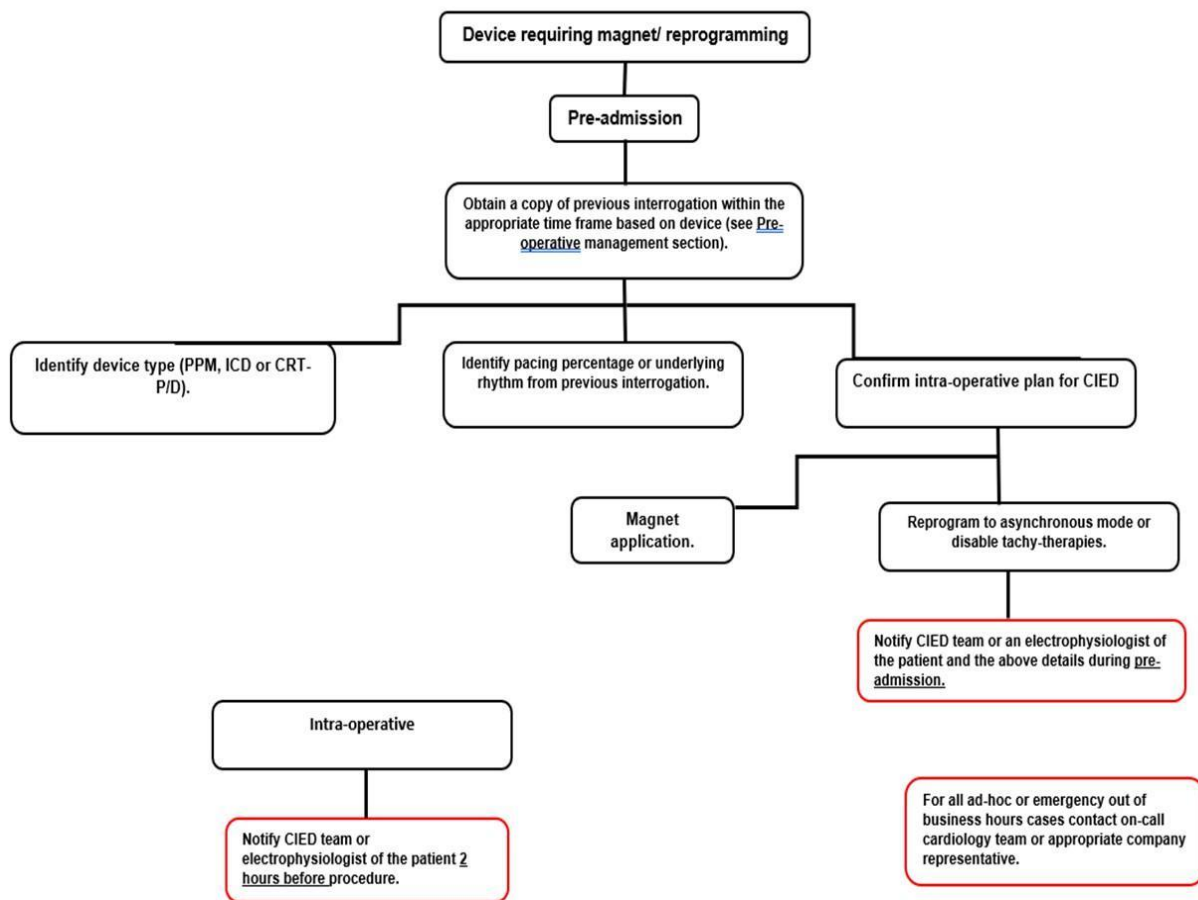 Device requiring magnet/ reprogramming
Pre-admission
Obtain a copy of previous interrogation within the
appropriate time frame based on device (see Pre-
operative management section).
Identify device type (PPM, ICD or CRT-
P/D).
Identify pacing percentage or underlying
rhythm from previous interrogation.
Confirm intra-operative plan for CIED
Magnet
application.
Reprogram to asynchronous mode or
disable tachy-therapies.
Notify CIED team or an electrophysiologist of
the patient and the above details during pre-
admission.
Intra-operative
Notify CIED team or
electrophysiologist of the patient 2
hours before procedure.
For all ad-hoc or emergency out of
business hours cases contact on-call
cardiology team or appropriate company
representative.